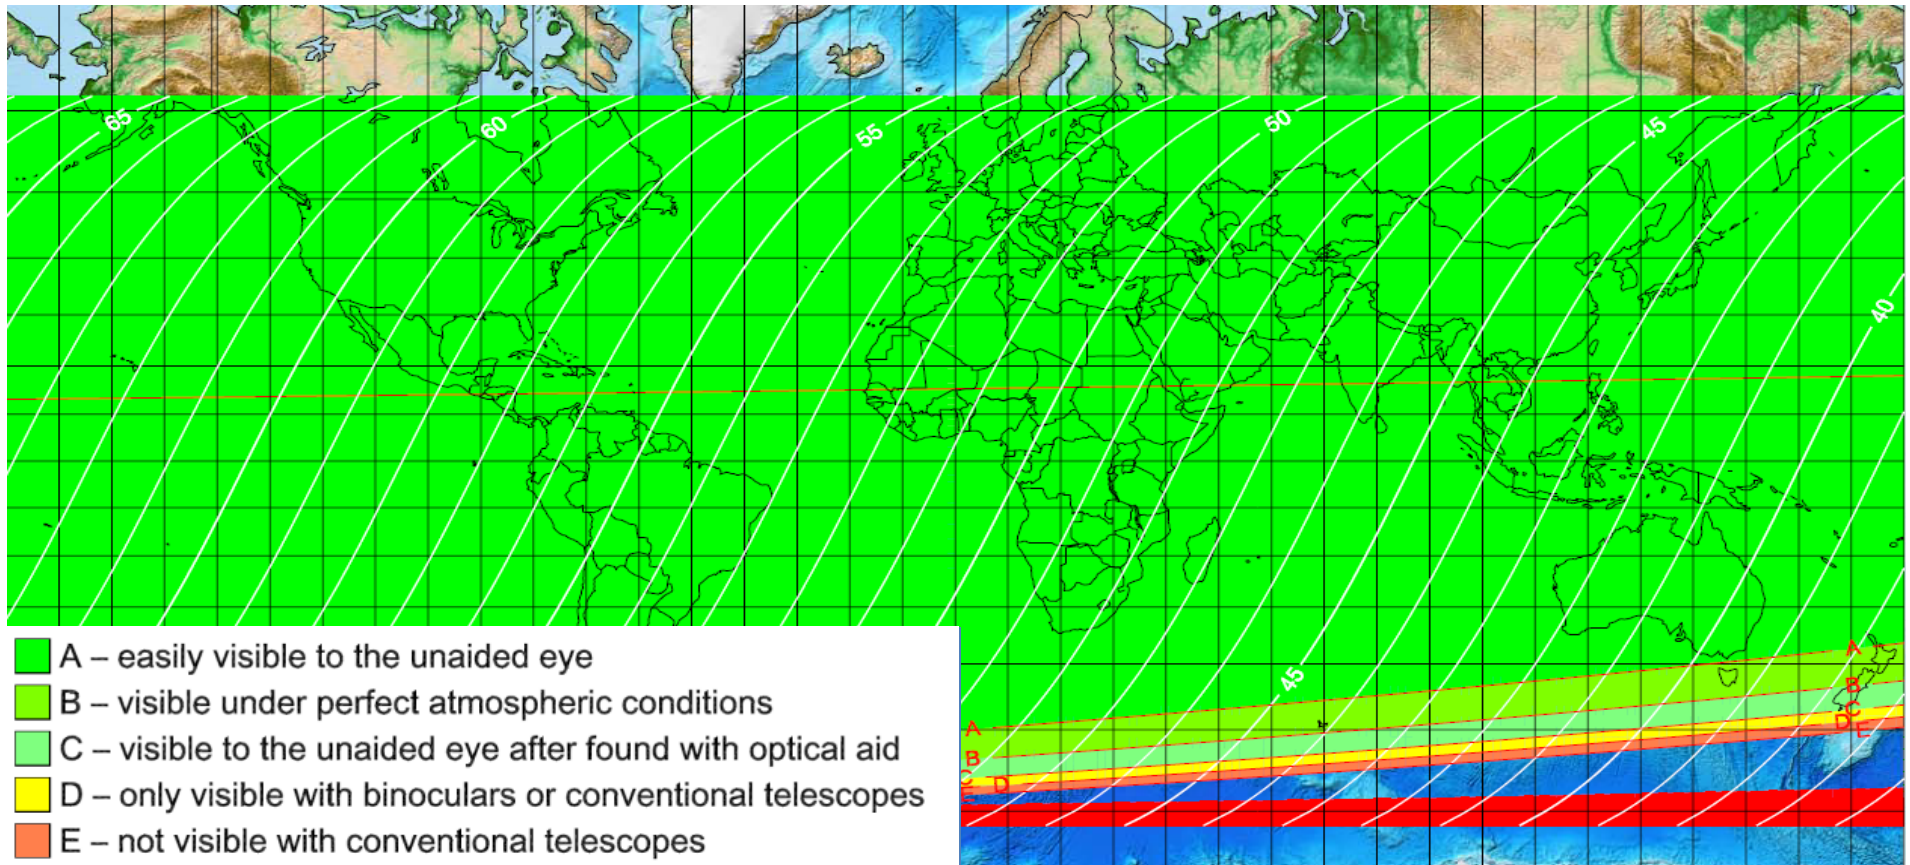 65
60
55
50
45
40
45
A
B
C
D
E
A
B
C
D
A – easily visible to the unaided eye
B – visible under perfect atmospheric conditions
C – visible to the unaided eye after found with optical aid
D – only visible with binoculars or conventional telescopes
E – not visible with conventional telescopes